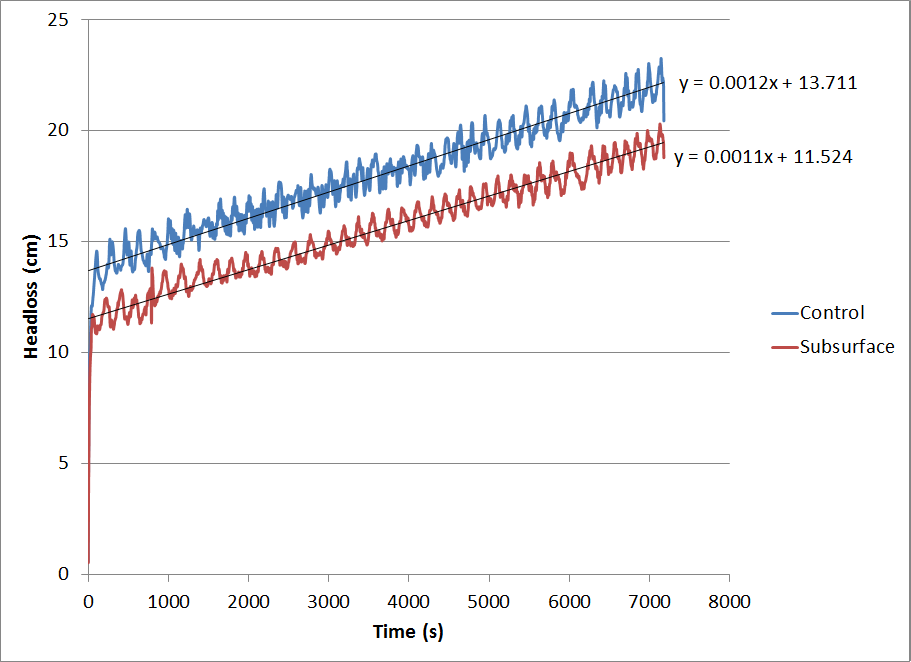 25
20
15
10
5
0
Headloss (cm)
0 1000 2000 3000 4000 5000 6000 7000 8000
Time (s)
y = 0.0012x + 13.711
y = 0.0011x + 11.524
Control
Subsurface